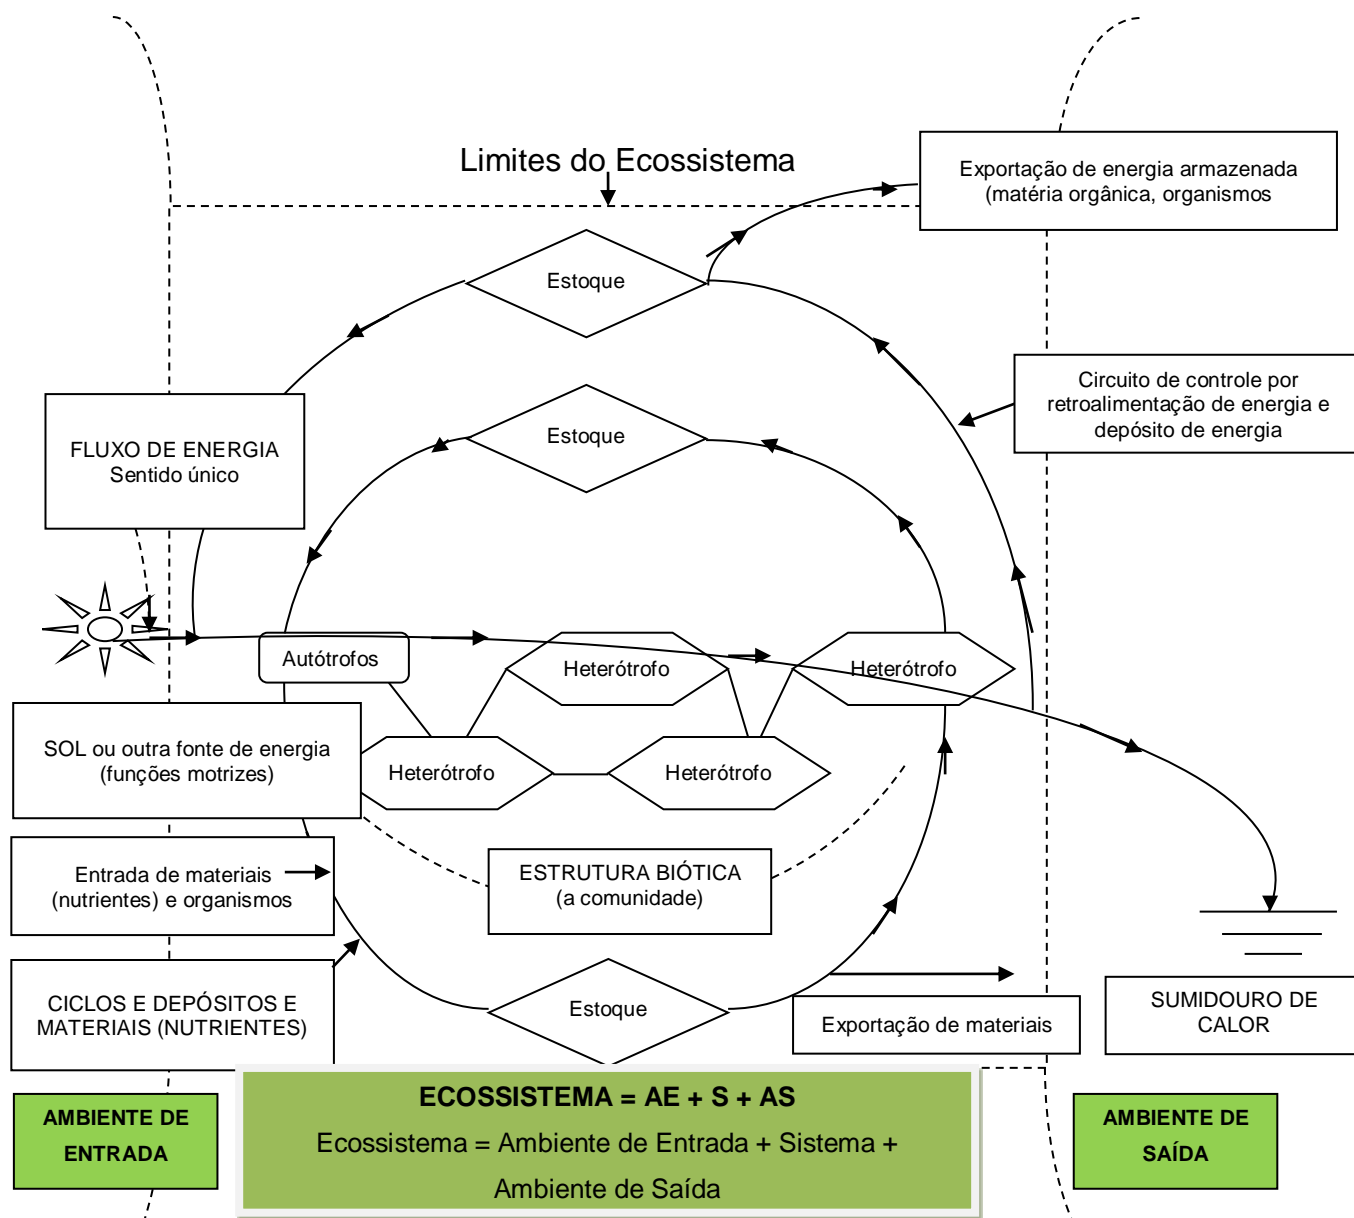 Limites do Ecossistema
Exportação de energia armazenada
(matéria orgânica, organismos
Estoque
Circuito de controle por
retroalimentação de energia e
depósito de energia
Estoque
FLUXO DE ENERGIA
Sentido único
Autótrofos
Heterótrofo
Heterótrofo
SOL ou outra fonte de energia
(funções motrizes)
Heterótrofo
Heterótrofo
Entrada de materiais
(nutrientes) e organismos
ESTRUTURA BIÓTICA
(a comunidade)
CICLOS E DEPÓSITOS E
MATERIAIS (NUTRIENTES)
Estoque
Exportação de materiais
SUMIDOURO DE
CALOR
AMBIENTE DE
ENTRADA
ECOSSISTEMA = AE + S + AS
Ecossistema = Ambiente de Entrada + Sistema +
Ambiente de Saída
AMBIENTE DE
SAÍDA